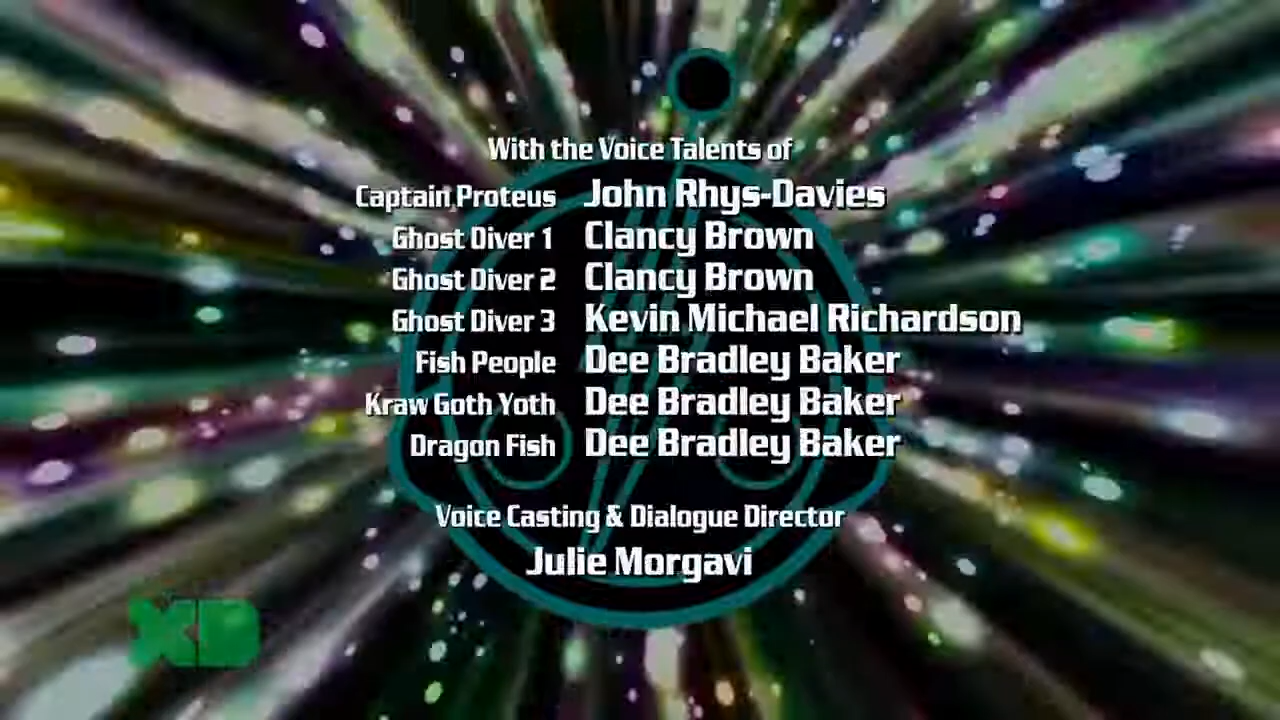 With the Voice Talents of
Captain Proteus John Rhys-Davies
Ghost Diver 1 Clancy Brown
Ghost Diver 2 Clancy Brown
Ghost Diver 3 Kevin Michael Richardson
Fish People Dee Bradley Baker
Kraw Goth Yoth Dee Bradley Baker
Dragon Fish Dee Bradley Baker
Voice Casting & Dialogue Director
Julie Morgavi
XD